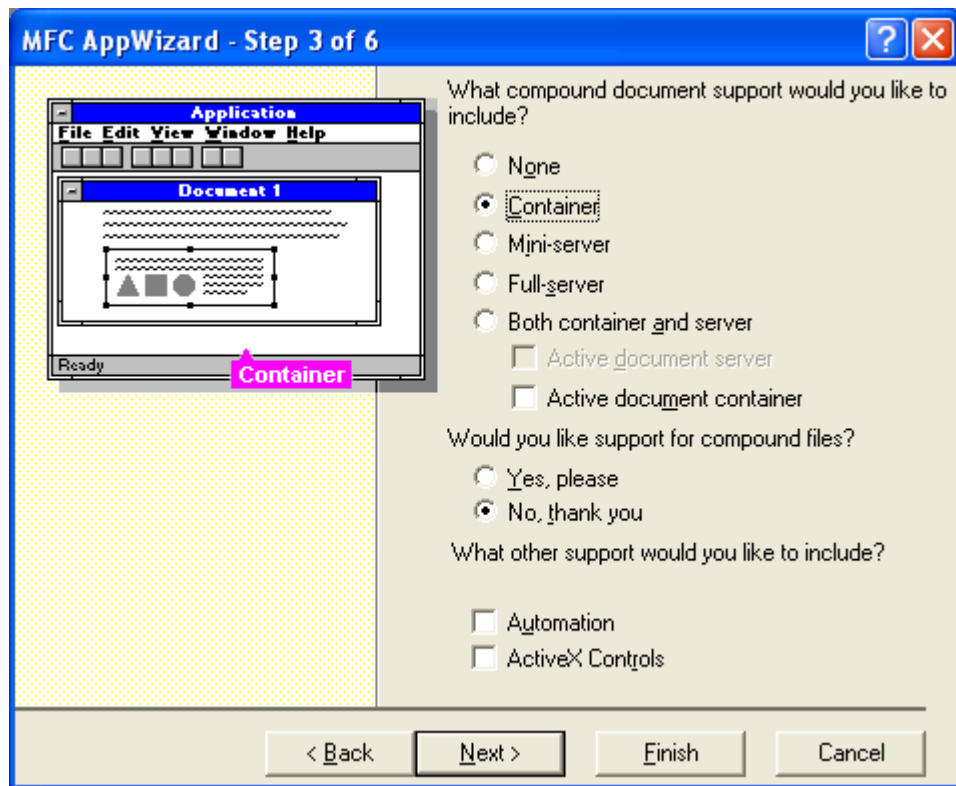 MFC AppWizard - Step 3 of 6
Application
File Edit View Window Help
Document 1
Ready
Container
What compound document support would you like to
include?
None
Container
Mini-server
Full-server
Both container and server
Active document server
Active document container
Would you like support for compound files?
Yes, please
No, thank you
What other support would you like to include?
Automation
ActiveX Controls
< Back
Next >
Finish
Cancel